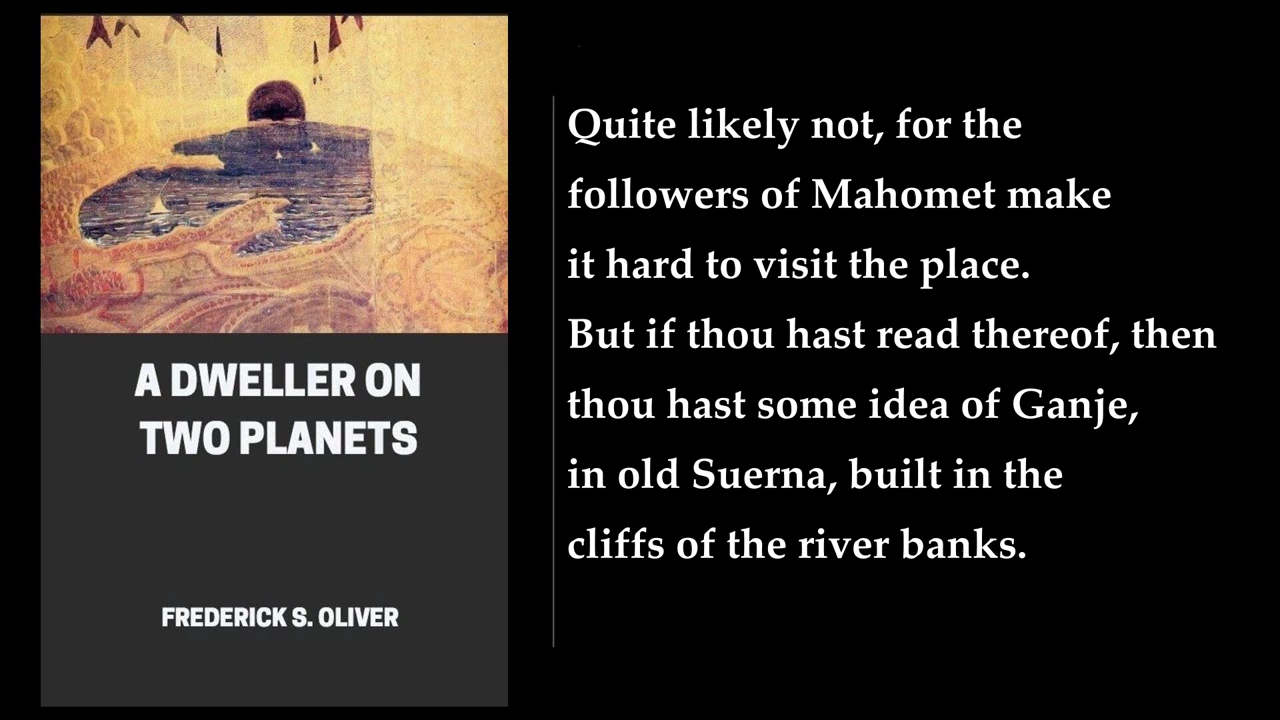 A DWELLER ON
TWO PLANETS
FREDERICK S. OLIVER
Quite likely not, for the
followers of Mahomet make
it hard to visit the place.
But if thou hast read thereof, then
thou hast some idea of Ganje,
in old Suerna, built in the
cliffs of the river banks.